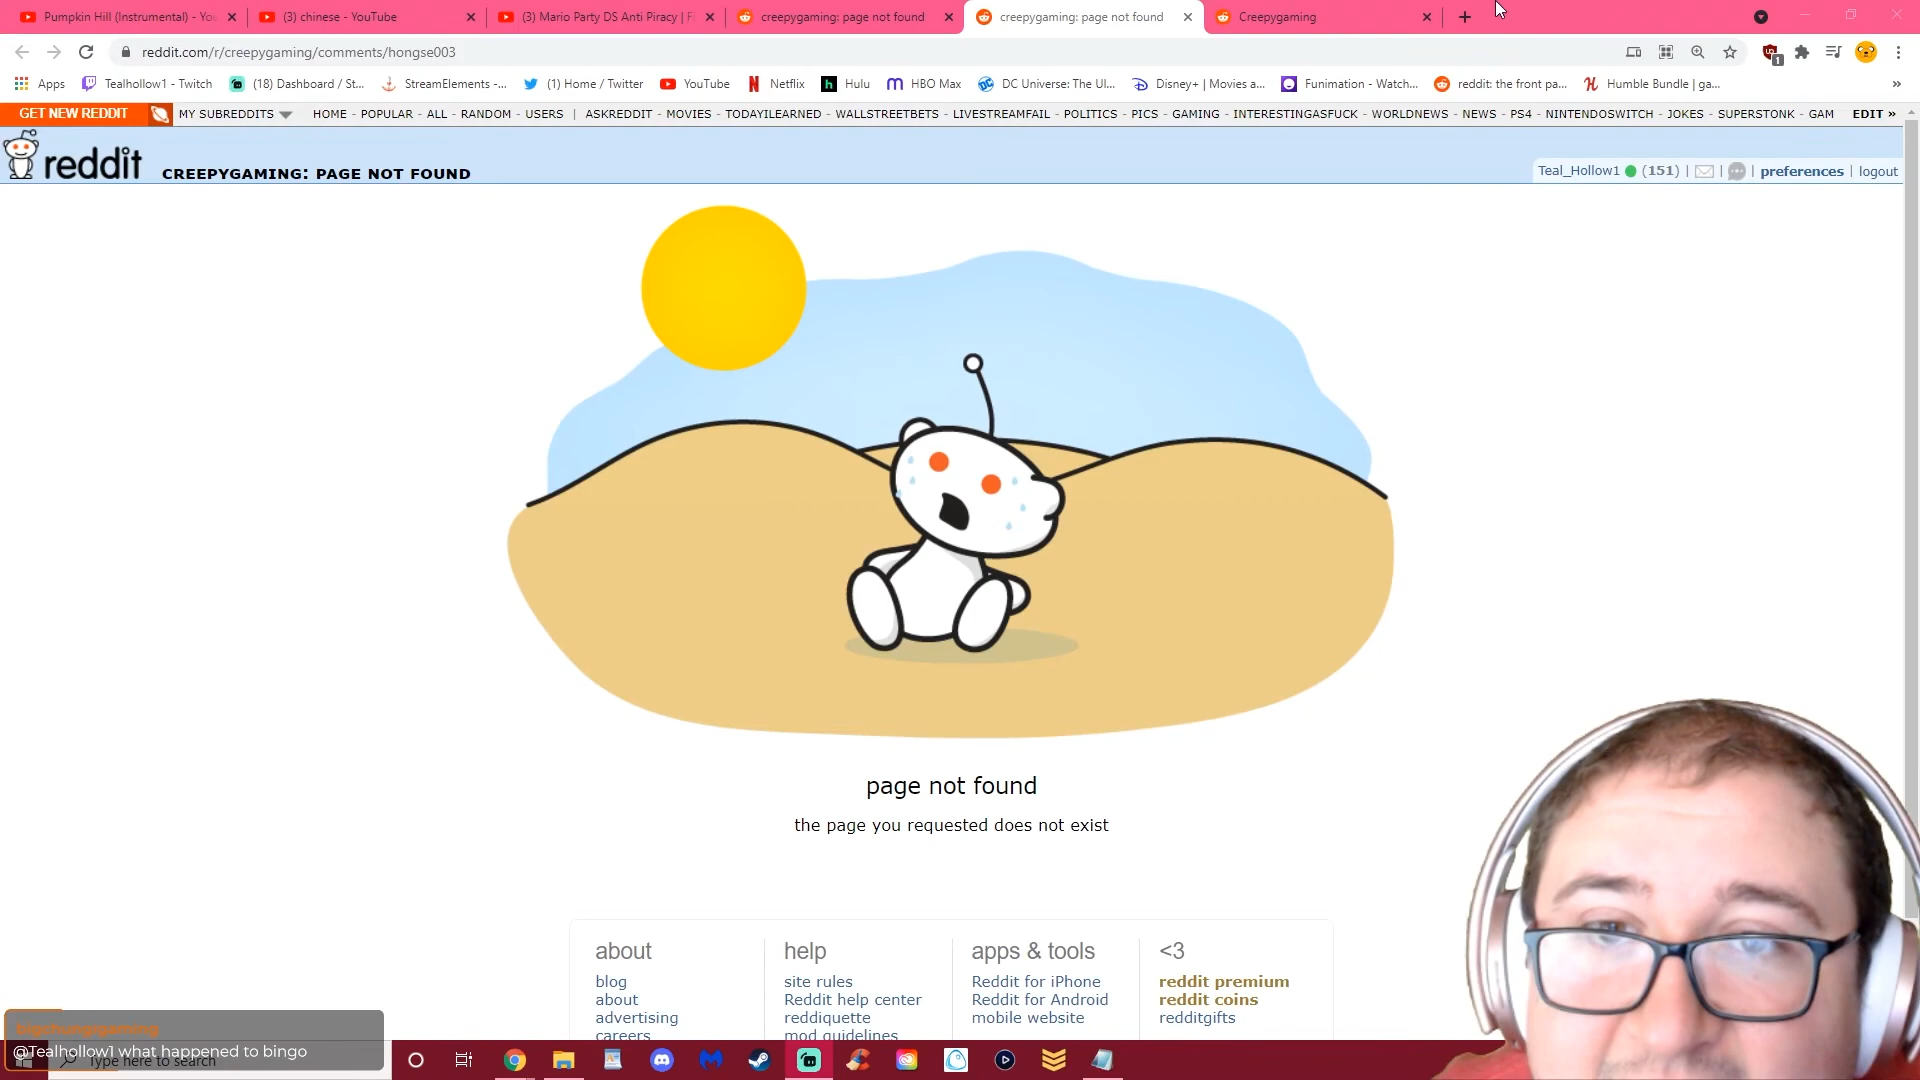 Pumpkin Hill (Instrumental) - You
(3) chinese - YouTube
(3) Mario Party DS Anti Piracy | Fi
creepygaming: page not found
creepygaming: page not found
Creepygaming
reddit.com/r/creepygaming/comments/hongse003
1
Apps
Tealhollow1 - Twitch
(18) Dashboard / St...
StreamElements -...
(1) Home / Twitter
YouTube
Netflix
Hulu
HBO Max
DC Universe: The Ul...
Disney+ | Movies a...
Funimation - Watch...
reddit: the front pa...
Humble Bundle | ga...
»
GET NEW REDDIT MY SUBREDDITS HOME - POPULAR - ALL - RANDOM - USERS | ASKREDDIT - MOVIES - TODAYILEARNED - WALLSTREETBETS - LIVESTREAMFAIL - POLITICS - PICS - GAMING - INTERESTINGASFUCK - WORLDNEWS - NEWS - PS4 - NINTENDOSWITCH - JOKES - SUPERSTONK - GAM EDIT »
reddit CREEPYGAMING: PAGE NOT FOUND
Teal_Hollow1 (151) | | | preferences | logout
page not found
the page you requested does not exist
about
blog
about
advertising
careers
help
site rules
Reddit help center
reddiquette
mod guidelines
apps & tools
Reddit for iPhone
Reddit for Android
mobile website
<3
reddit premium
reddit coins
redditgifts
bigchungigaming
@Tealhollow1 what happened to bingo
Type here to search